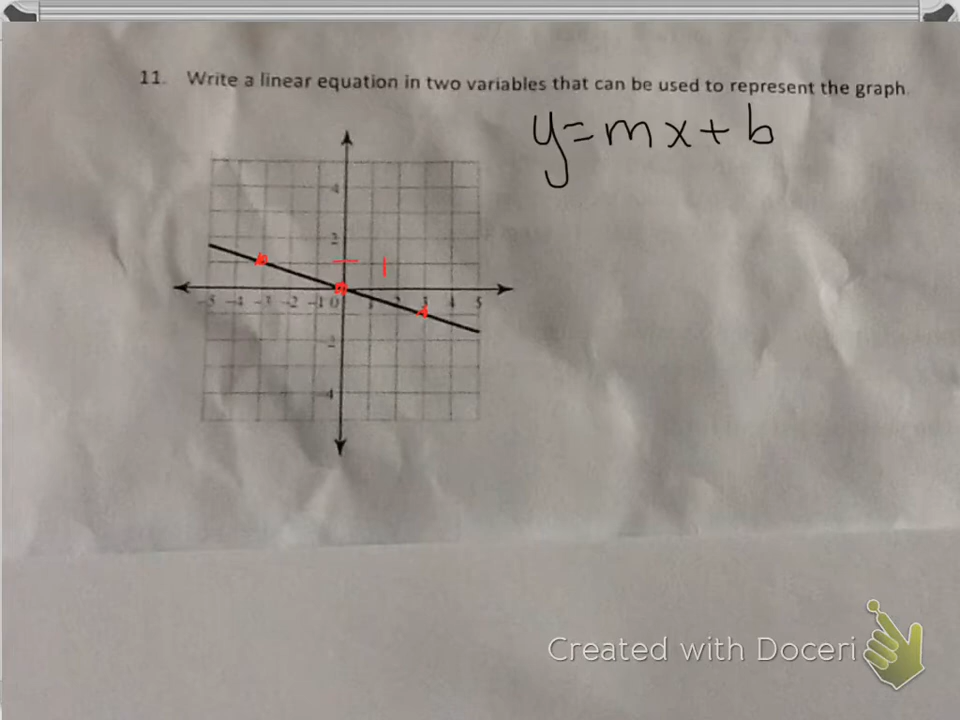 11. Write a linear equation in two variables that can be used to represent the graph.
y=mx+b
4
2
1
-5 -4 -3 -2 -1 0 1 2 3 4 5
Created with Doceri